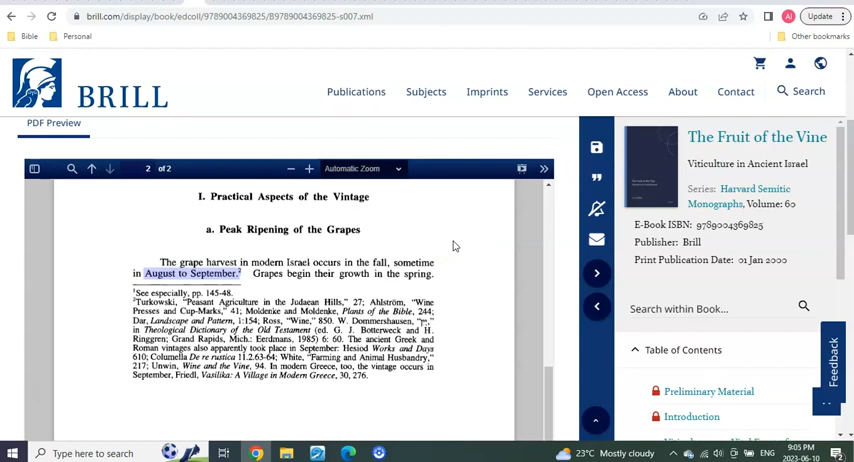 brill.com/display/book/edcoll/9789004369825/B9789004369825-s007.xml
AI
Update
Bible
Personal
Other bookmarks
BRILL
Publications
Subjects
Imprints
Services
Open Access
About
Contact
Search
PDF Preview
2 of 2
Automatic Zoom
I. Practical Aspects of the Vintage
a. Peak Ripening of the Grapes
The grape harvest in modern Israel occurs in the fall, sometime
in August to September.2 Grapes begin their growth in the spring.
1See especially, pp. 145-48.
2Turkowski, "Peasant Agriculture in the Judaean Hills," 27; Ahlström, "Wine
Presses and Cup-Marks," 41; Moldenke and Moldenke, Plants of the Bible, 244;
Dar, Landscape and Pattern, 1:154; Ross, "Wine," 850. W. Dommershausen,
in Theological Dictionary of the Old Testament (ed. G. J. Botterweck and H.
Ringgren; Grand Rapids, Mich.: Eerdmans, 1985) 6: 60. The ancient Greek and
Roman vintages also apparently took place in September: Hesiod Works and Days
610; Columella De re rustica 11.2.63-64; White, "Farming and Animal Husbandry,"
217; Unwin, Wine and the Vine, 94. In modern Greece, too, the vintage occurs in
September, Friedl, Vasilika: A Village in Modern Greece, 30, 276.
The Fruit of the Vine
Viticulture in Ancient Israel
Series: Harvard Semitic
Monographs, Volume: 60
E-Book ISBN: 9789004369825
Publisher: Brill
Print Publication Date: 01 Jan 2000
Search within Book...
Table of Contents
Preliminary Material
Introduction
Feedback
Type here to search
23°C Mostly cloudy
ENG
9:05 PM
2023-06-10
2